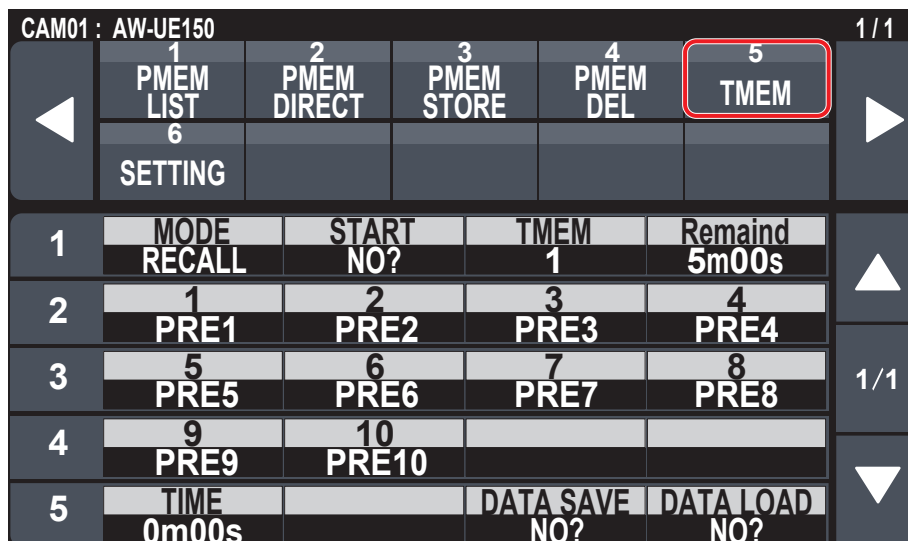 CAM01 : AW-UE150 1 / 1
1 2 3 4 5
PMEM LIST PMEM DIRECT PMEM STORE PMEM DEL TMEM
6
SETTING
1 MODE START TMEM Remaind
RECALL NO? 1 5m00s
2 1 2 3 4
PRE1 PRE2 PRE3 PRE4
3 5 6 7 8 1/1
PRE5 PRE6 PRE7 PRE8
4 9 10
PRE9 PRE10
5 TIME DATA SAVE DATA LOAD
0m00s NO? NO?